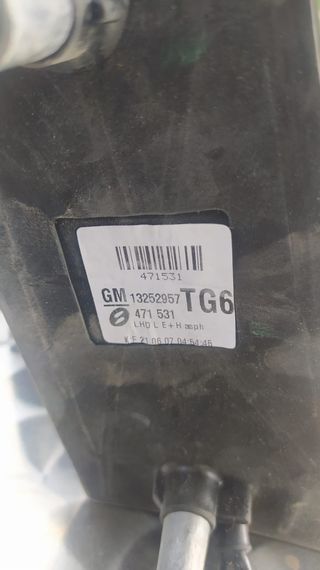 471531
GM 13252957 TG6
471 531
LHD L E+H asph
K E 21 06 07 04:54:45